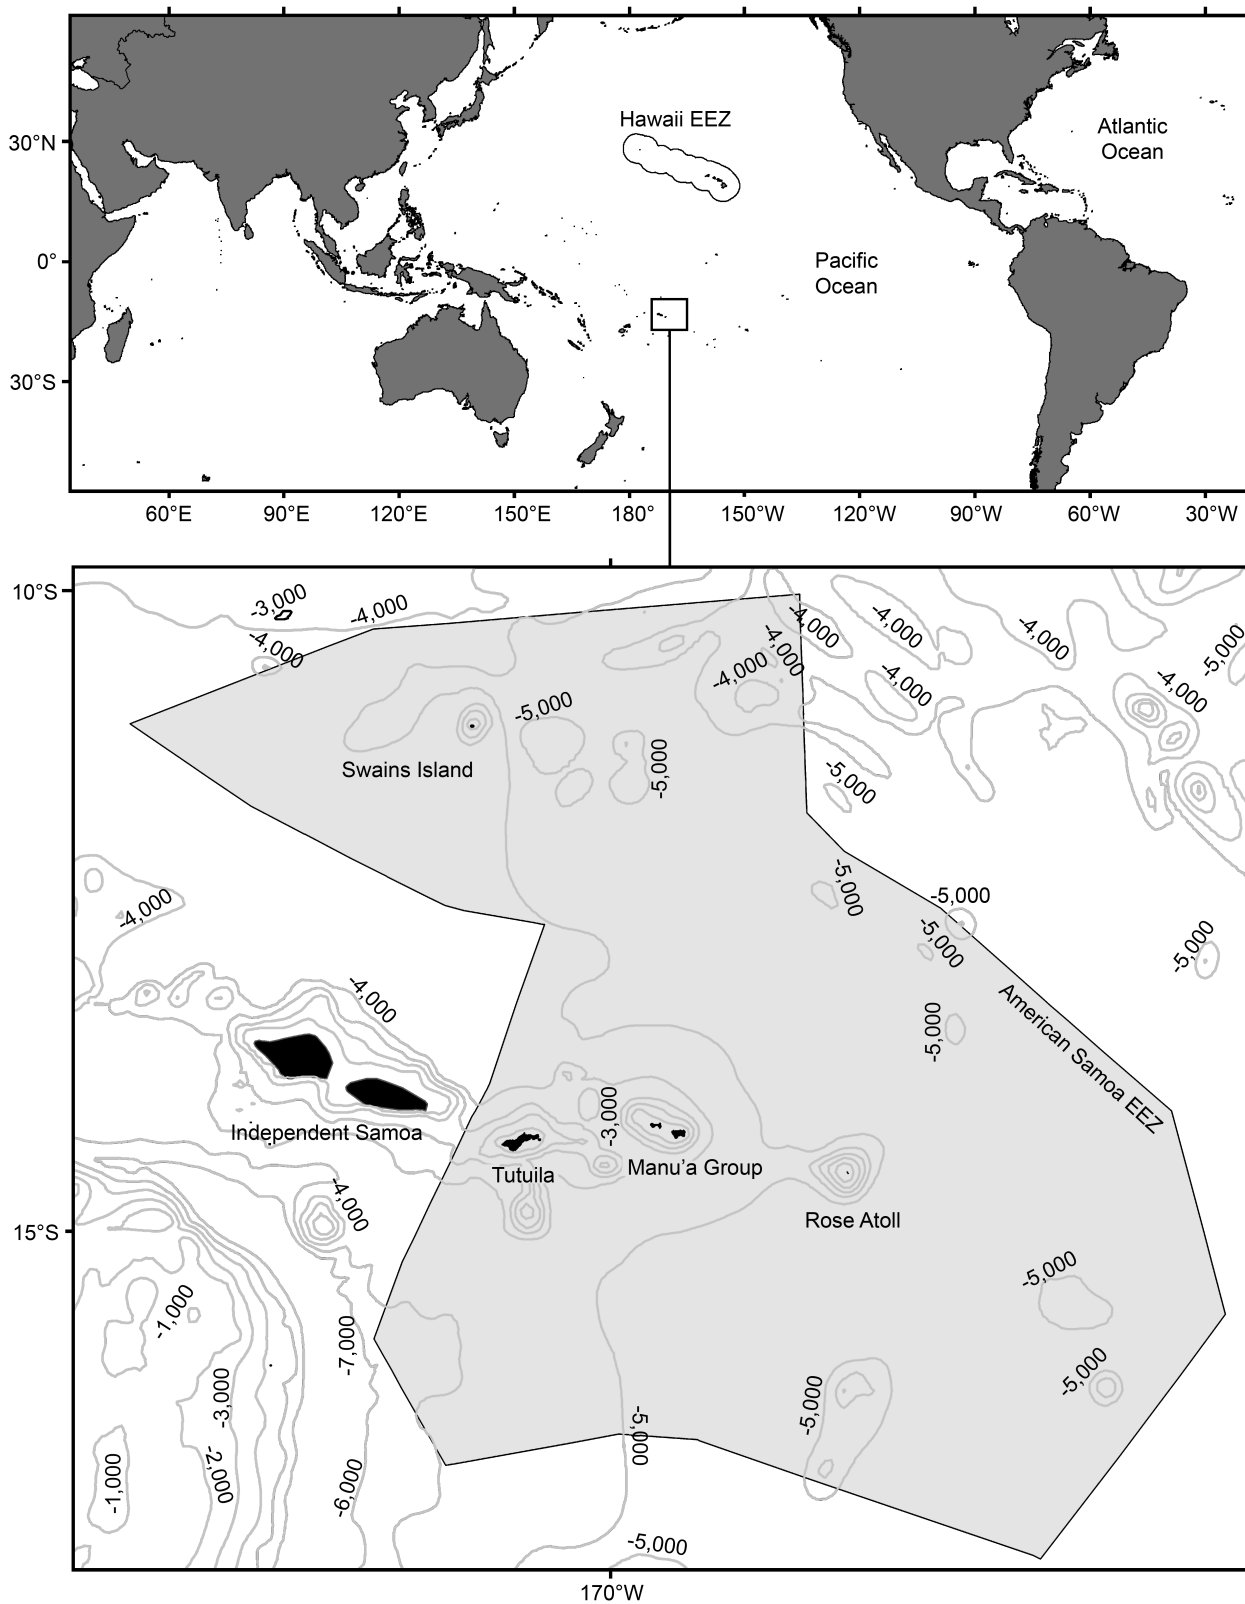 Hawaii EEZ
Atlantic
Ocean
30°N
0°
Pacific
Ocean
30°S
60°E
90°E
120°E
150°E
180°
150°W
120°W
90°W
60°W
30°W
10°S
-3,000
-4,000
-4,000
-4,000
-4,000
-4,000
-4,000
-5,000
-4,000
-4,000
-4,000
-5,000
-5,000
Swains Island
-5,000
-5,000
-4,000
-5,000
-5,000
-5,000
-4,000
American Samoa EEZ
-5,000
-3,000
Independent Samoa
Tutuila
Manu’a Group
-4,000
Rose Atoll
15°S
-5,000
-1,000
-7,000
-5,000
-3,000
-5,000
-5,000
-1,000
-2,000
-6,000
-5,000
170°W